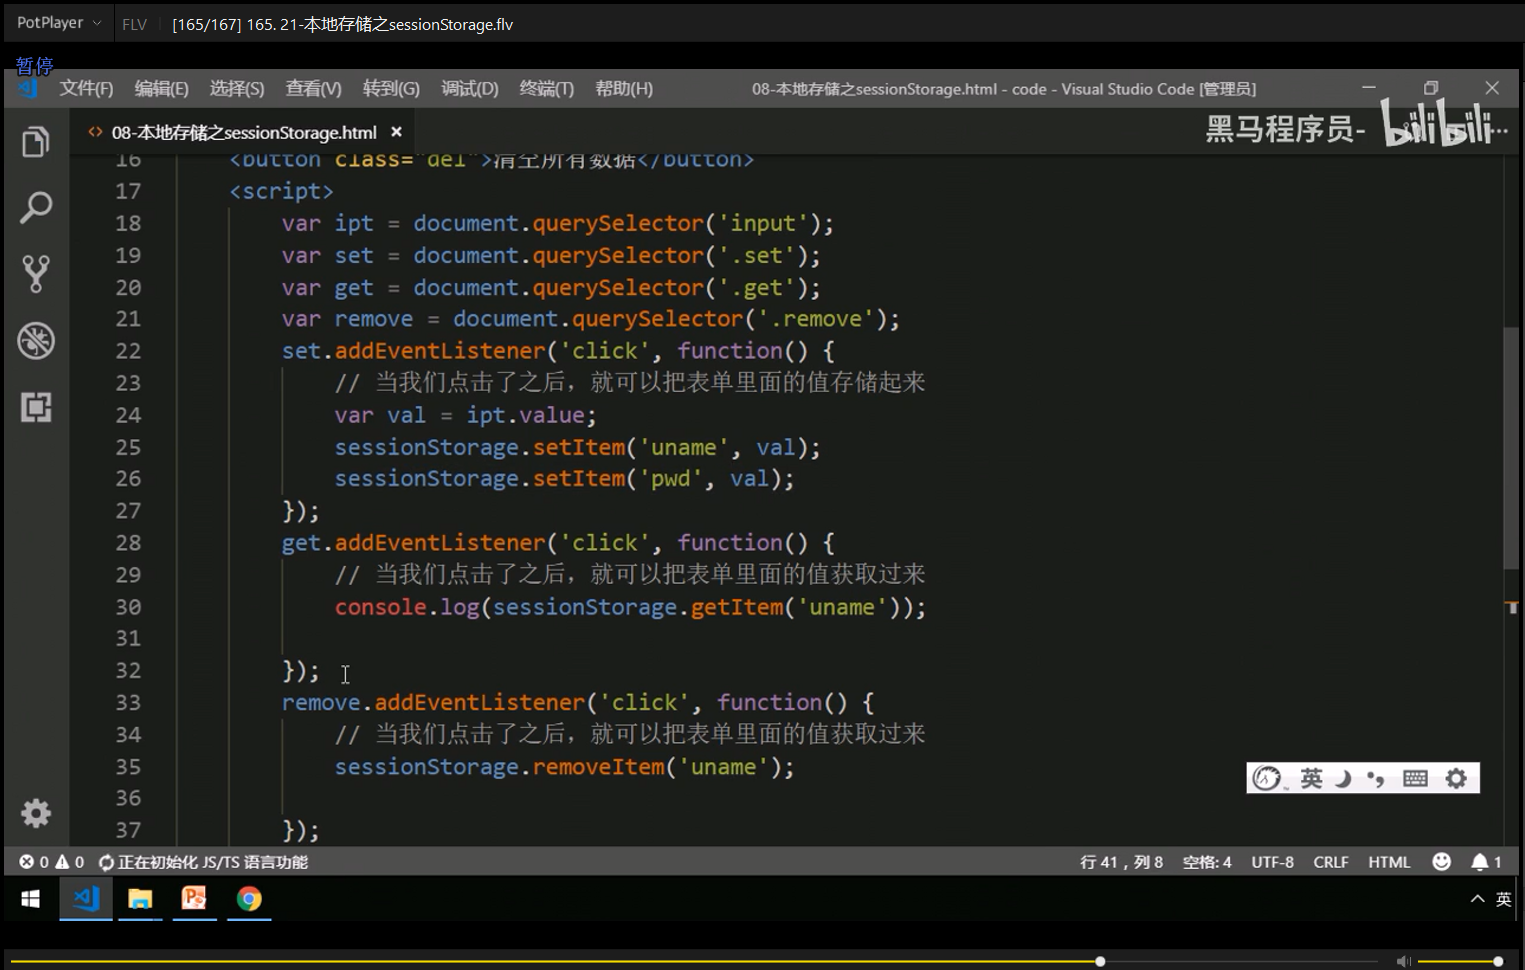 PotPlayer FLV [165/167] 165. 21-本地存储之sessionStorage.flv
暂停
文件(F) 编辑(E) 选择(S) 查看(V) 转到(G) 调试(D) 终端(T) 帮助(H) 08-本地存储之sessionStorage.html - code - Visual Studio Code [管理员]
08-本地存储之sessionStorage.html × 黑马程序员- bilibili
16 <button class="del">清空所有数据</button>
17 <script>
18 var ipt = document.querySelector('input');
19 var set = document.querySelector('.set');
20 var get = document.querySelector('.get');
21 var remove = document.querySelector('.remove');
22 set.addEventListener('click', function() {
23 // 当我们点击了之后，就可以把表单里面的值存储起来
24 var val = ipt.value;
25 sessionStorage.setItem('uname', val);
26 sessionStorage.setItem('pwd', val);
27 });
28 get.addEventListener('click', function() {
29 // 当我们点击了之后，就可以把表单里面的值获取过来
30 console.log(sessionStorage.getItem('uname'));
31
32 });
33 remove.addEventListener('click', function() {
34 // 当我们点击了之后，就可以把表单里面的值获取过来
35 sessionStorage.removeItem('uname');
36
37 });
英
0 0 正在初始化 JS/TS 语言功能 行 41，列 8 空格: 4 UTF-8 CRLF HTML 1
英